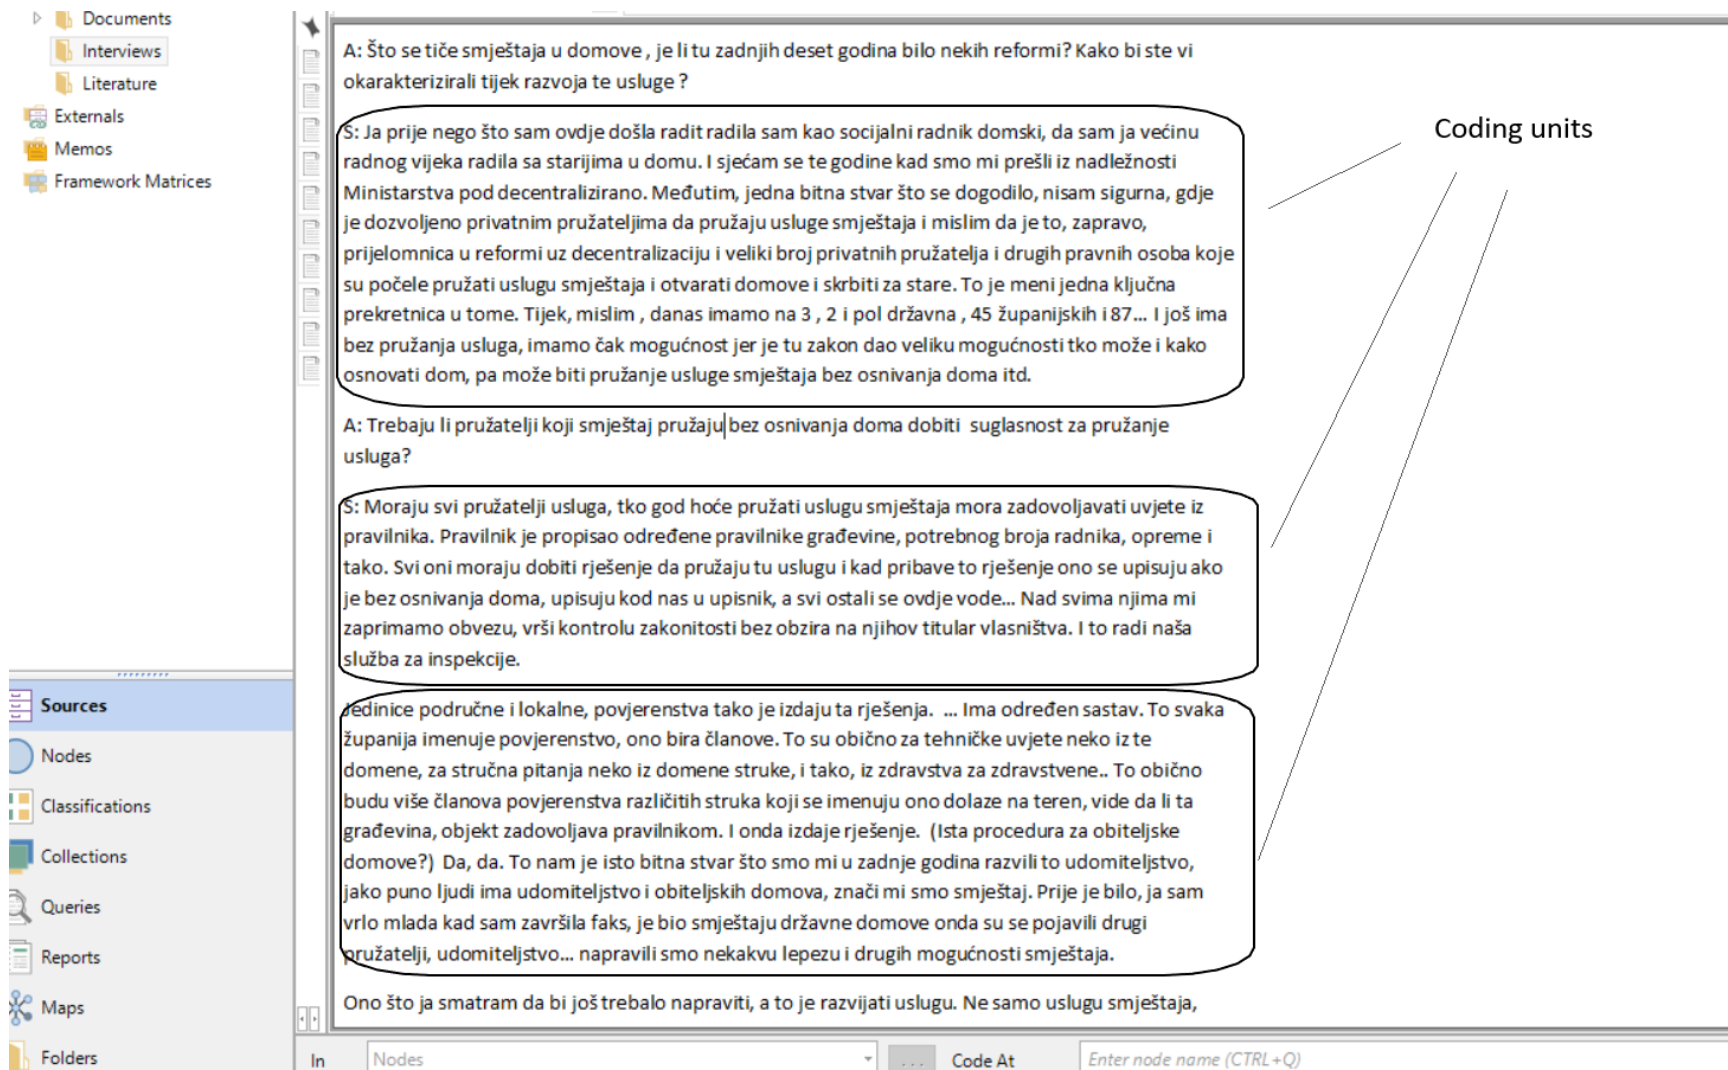 Documents
Interviews
Literature
Externals
Memos
Framework Matrices
A: Što se tiče smještaja u domove , je li tu zadnjih deset godina bilo nekih reformi? Kako bi ste vi
okarakterizirali tijek razvoja te usluge ?
S: Ja prije nego što sam ovdje došla radit radila sam kao socijalni radnik domski, da sam ja većinu
radnog vijeka radila sa starijima u domu. I sjećam se te godine kad smo mi prešli iz nadležnosti
Ministarstva pod decentralizirano. Međutim, jedna bitna stvar što se dogodilo, nisam sigurna, gdje
je dozvoljeno privatnim pružateljima da pružaju usluge smještaja i mislim da je to, zapravo,
prijelomnica u reformi uz decentralizaciju i veliki broj privatnih pružatelja i drugih pravnih osoba koje
su počele pružati uslugu smještaja i otvarati domove i skrbiti za stare. To je meni jedna ključna
prekretnica u tome. Tijek, mislim , danas imamo na 3 , 2 i pol državna , 45 županijskih i 87... I još ima
bez pružanja usluga, imamo čak mogućnost jer je tu zakon dao veliku mogućnosti tko može i kako
osnovati dom, pa može biti pružanje usluge smještaja bez osnivanja doma itd.
A: Trebaju li pružatelji koji smještaj pružaju bez osnivanja doma dobiti  suglasnost za pružanje
usluga?
S: Moraju svi pružatelji usluga, tko god hoće pružati uslugu smještaja mora zadovoljavati uvjete iz
pravilnika. Pravilnik je propisao određene pravilnike građevine, potrebnog broja radnika, opreme i
tako. Svi oni moraju dobiti rješenje da pružaju tu uslugu i kad pribave to rješenje ono se upisuju ako
je bez osnivanja doma, upisuju kod nas u upisnik, a svi ostali se ovdje vode... Nad svima njima mi
zaprimamo obvezu, vrši kontrolu zakonitosti bez obzira na njihov titular vlasništva. I to radi naša
služba za inspekcije.
Jedinice područne i lokalne, povjerenstva tako je izdaju ta rješenja.  ... Ima određen sastav. To svaka
županija imenuje povjerenstvo, ono bira članove. To su obično za tehničke uvjete neko iz te
domene, za stručna pitanja neko iz domene struke, i tako, iz zdravstva za zdravstvene.. To obično
budu više članova povjerenstva različitih struka koji se imenuju ono dolaze na teren, vide da li ta
građevina, objekt zadovoljava pravilnikom. I onda izdaje rješenje.  (Ista procedura za obiteljske
domove?)  Da, da. To nam je isto bitna stvar što smo mi u zadnje godina razvili to udomiteljstvo,
jako puno ljudi ima udomiteljstvo i obiteljskih domova, znači mi smo smještaj. Prije je bilo, ja sam
vrlo mlada kad sam završila faks, je bio smještaju državne domove onda su se pojavili drugi
pružatelji, udomiteljstvo... napravili smo nekakvu lepezu i drugih mogućnosti smještaja.
Ono što ja smatram da bi još trebalo napraviti, a to je razvijati uslugu. Ne samo uslugu smještaja,
Coding units
Sources
Nodes
Classifications
Collections
Queries
Reports
Maps
Folders
In
Nodes
...
Code At
Enter node name (CTRL+Q)